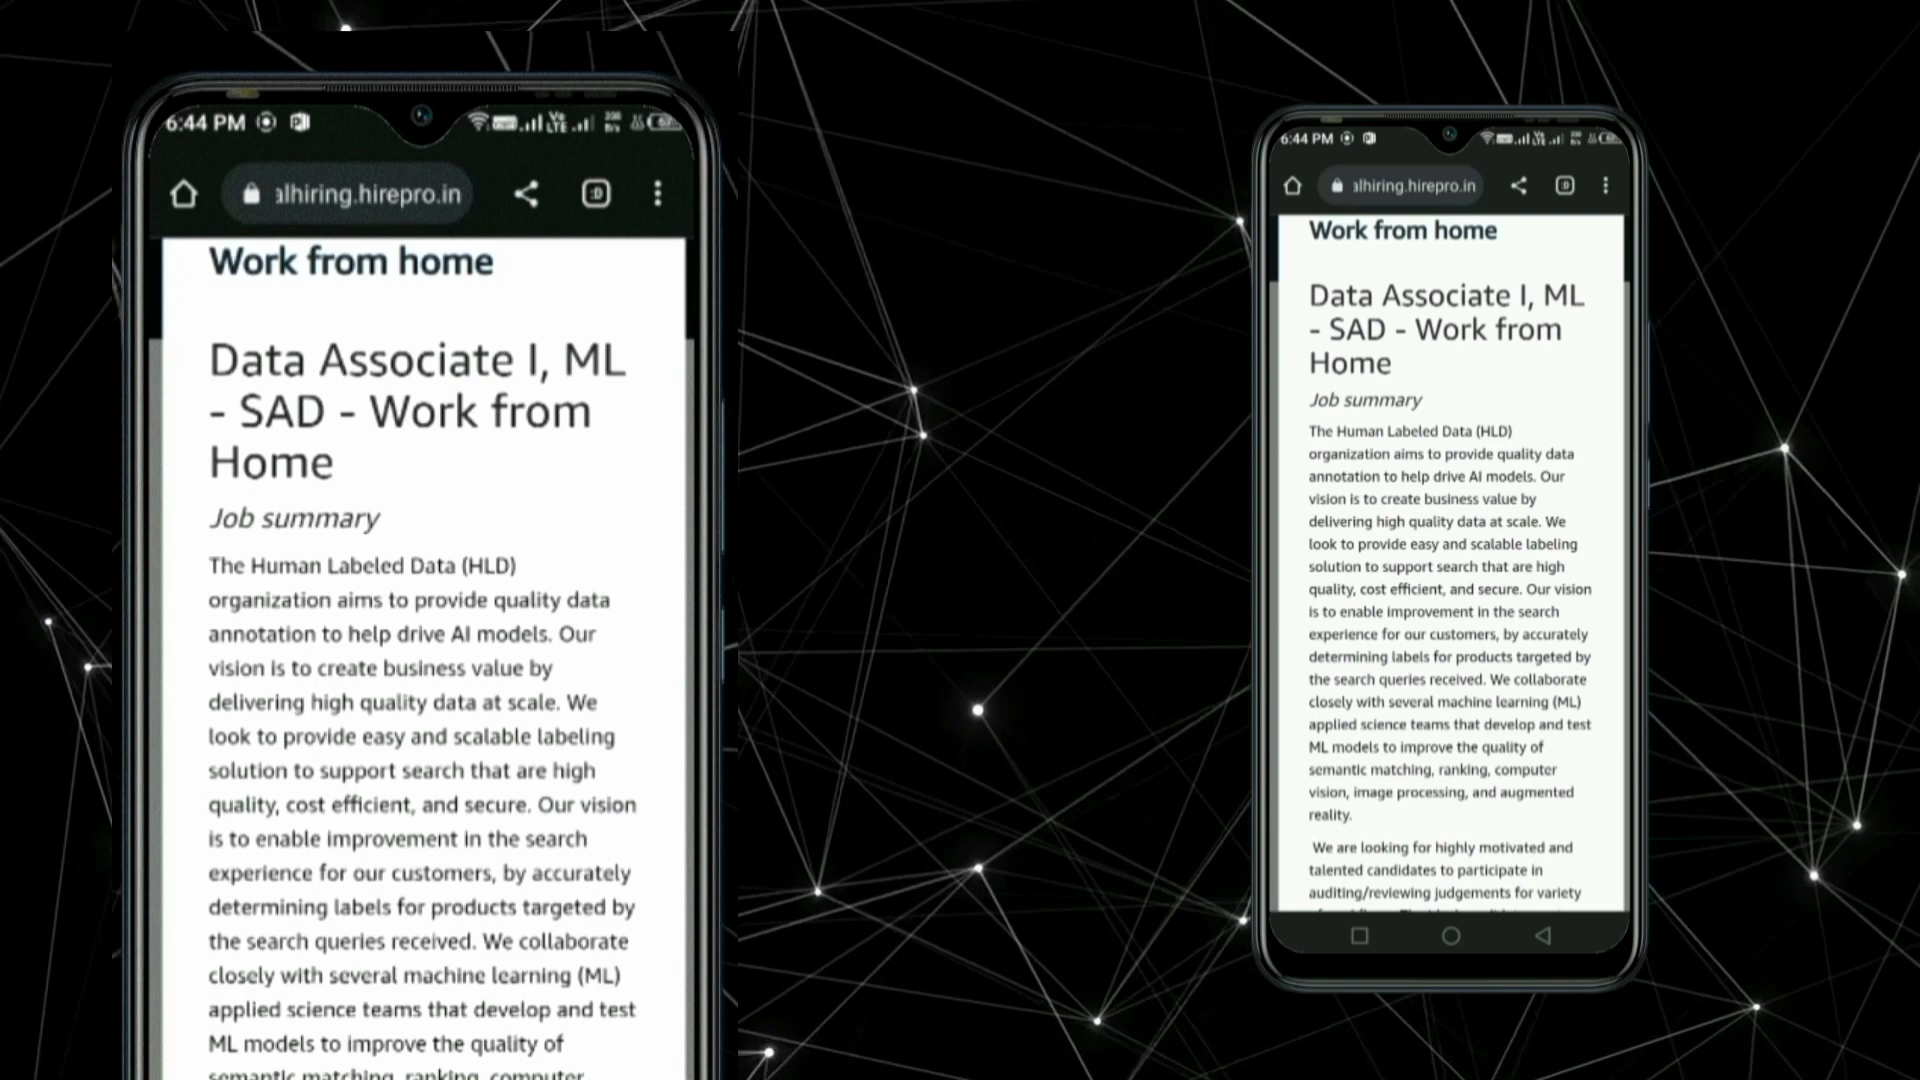 6:44 PM
alhiring.hirepro.in
Work from home
Data Associate I, ML
- SAD - Work from
Home
Job summary
The Human Labeled Data (HLD)
organization aims to provide quality data
annotation to help drive AI models. Our
vision is to create business value by
delivering high quality data at scale. We
look to provide easy and scalable labeling
solution to support search that are high
quality, cost efficient, and secure. Our vision
is to enable improvement in the search
experience for our customers, by accurately
determining labels for products targeted by
the search queries received. We collaborate
closely with several machine learning (ML)
applied science teams that develop and test
ML models to improve the quality of
semantic matching, ranking, computer
6:44 PM
alhiring.hirepro.in
Work from home
Data Associate I, ML
- SAD - Work from
Home
Job summary
The Human Labeled Data (HLD)
organization aims to provide quality data
annotation to help drive AI models. Our
vision is to create business value by
delivering high quality data at scale. We
look to provide easy and scalable labeling
solution to support search that are high
quality, cost efficient, and secure. Our vision
is to enable improvement in the search
experience for our customers, by accurately
determining labels for products targeted by
the search queries received. We collaborate
closely with several machine learning (ML)
applied science teams that develop and test
ML models to improve the quality of
semantic matching, ranking, computer
vision, image processing, and augmented
reality.
We are looking for highly motivated and
talented candidates to participate in
auditing/reviewing judgements for variety